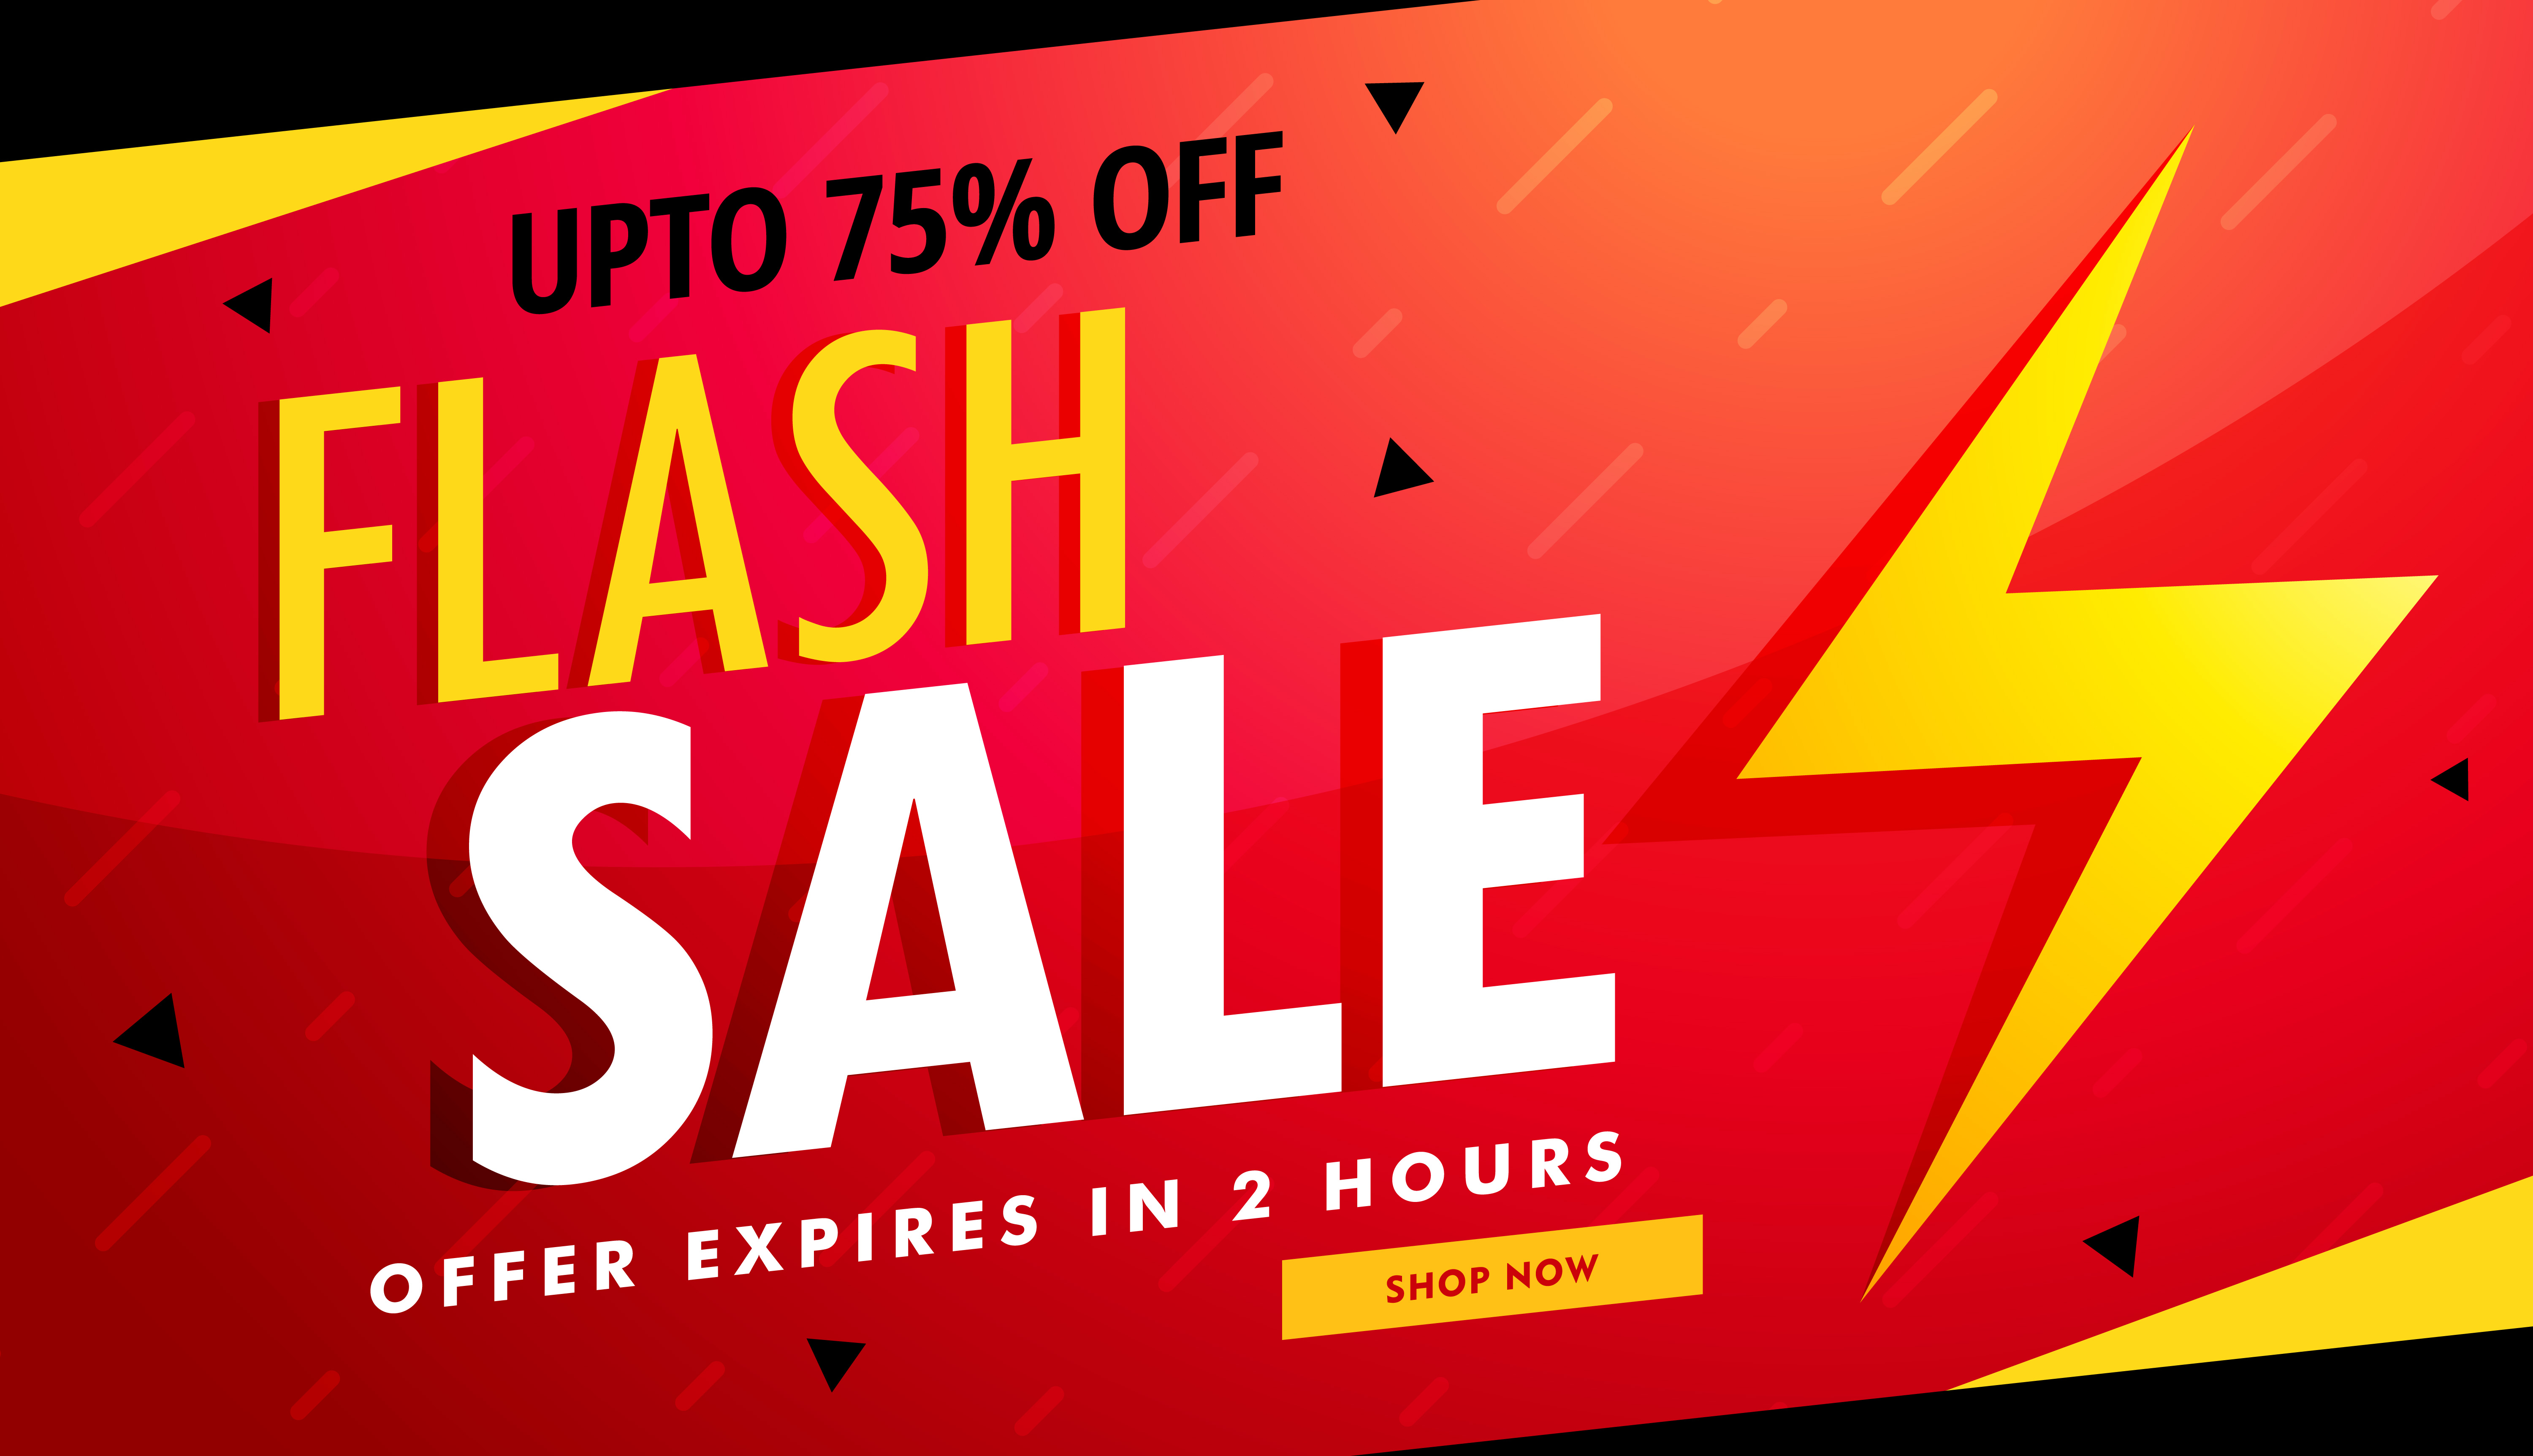 UPTO 75% OFF
FLASH
SALE
OFFER EXPIRES IN 2 HOURS
SHOP NOW